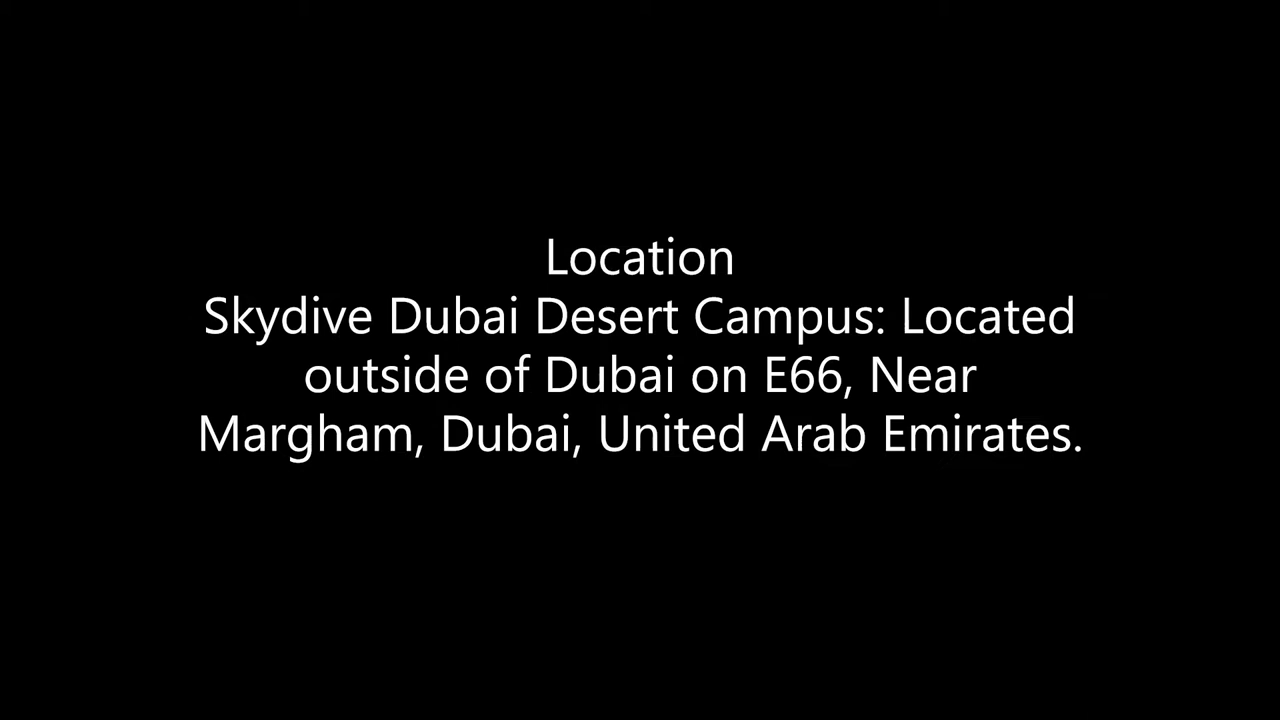 Location
Skydive Dubai Desert Campus: Located
outside of Dubai on E66, Near
Margham, Dubai, United Arab Emirates.